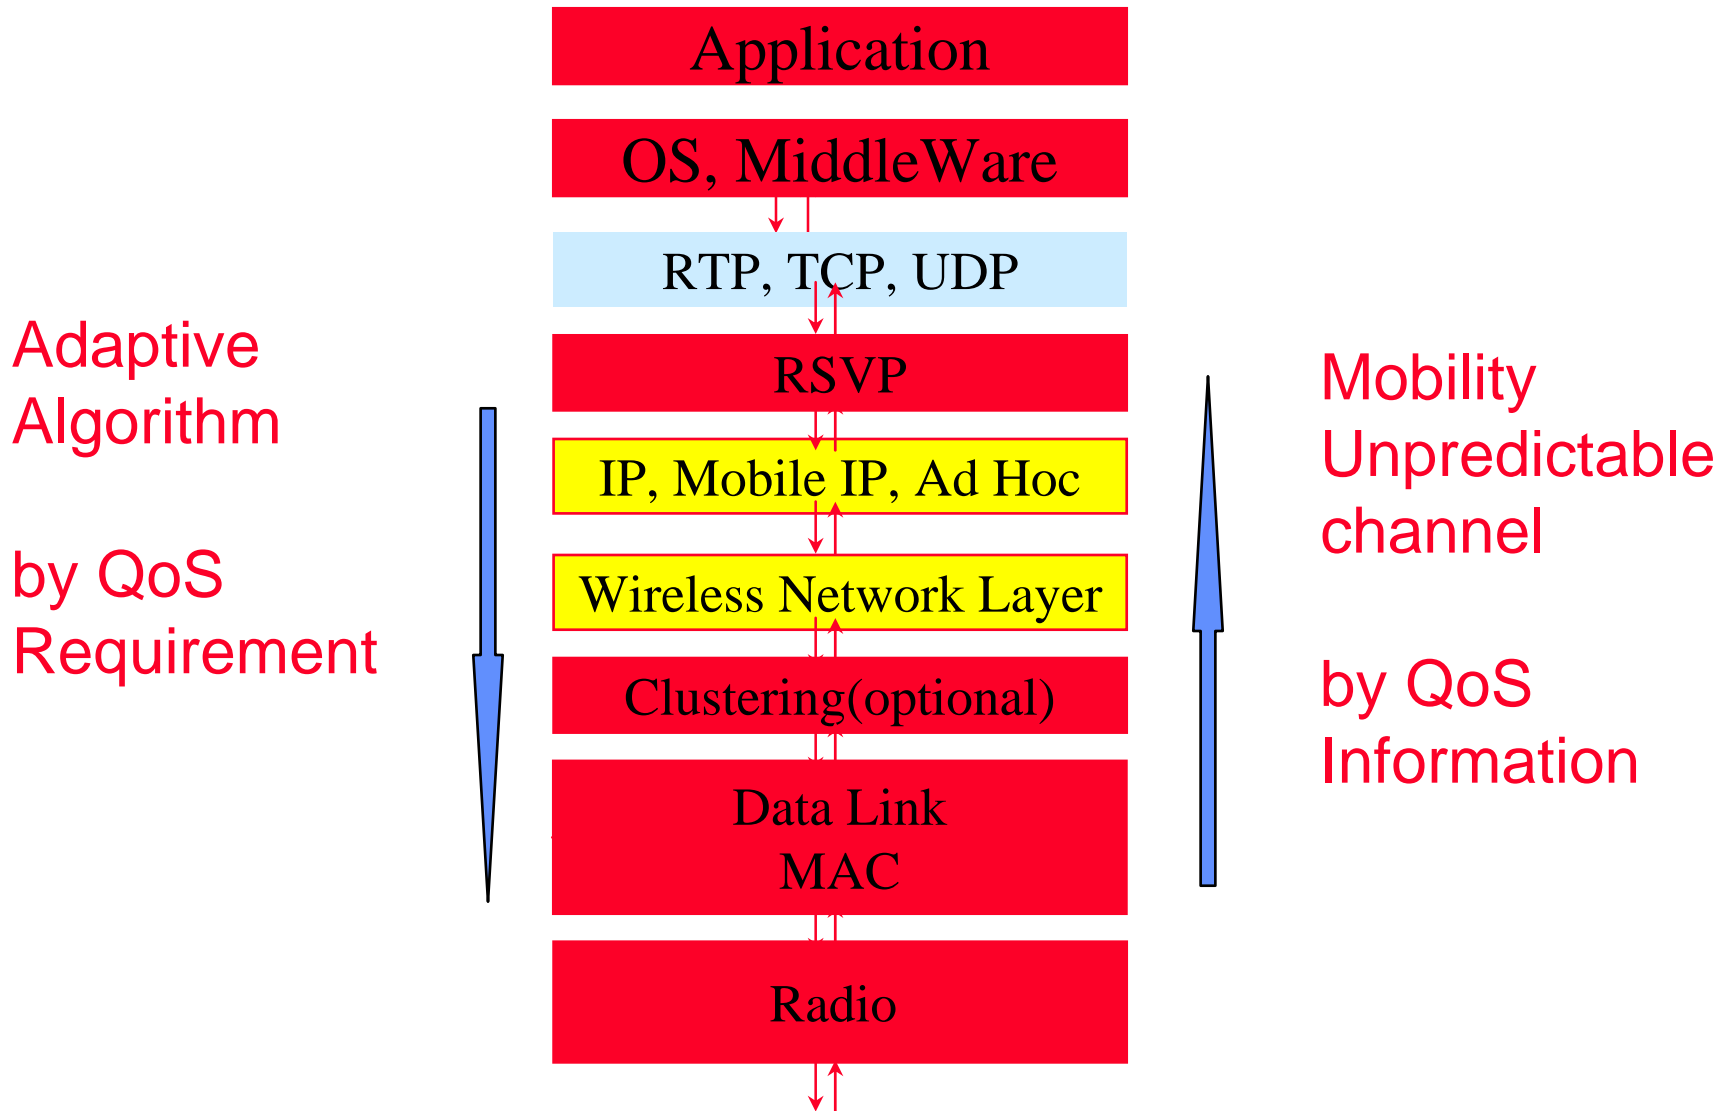 Application
OS, MiddleWare
RTP, TCP, UDP
RSVP
IP, Mobile IP, Ad Hoc
Wireless Network Layer
Clustering(optional)
Data Link
MAC
Radio
Adaptive
Algorithm
by QoS
Requirement
Mobility
Unpredictable
channel
by QoS
Information